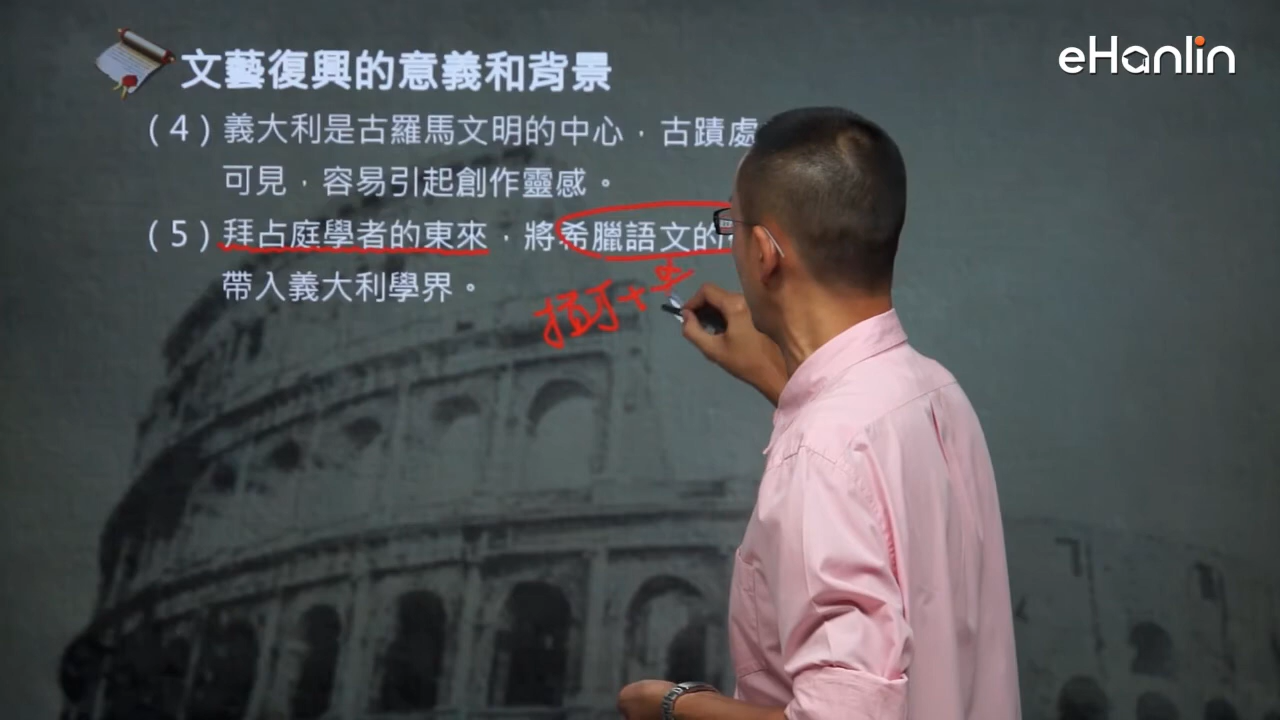 eHanlin
文藝復興的意義和背景
(4)義大利是古羅馬文明的中心，古蹟處
可見，容易引起創作靈感。
(5)拜占庭學者的東來，將希臘語文的
帶入義大利學界。